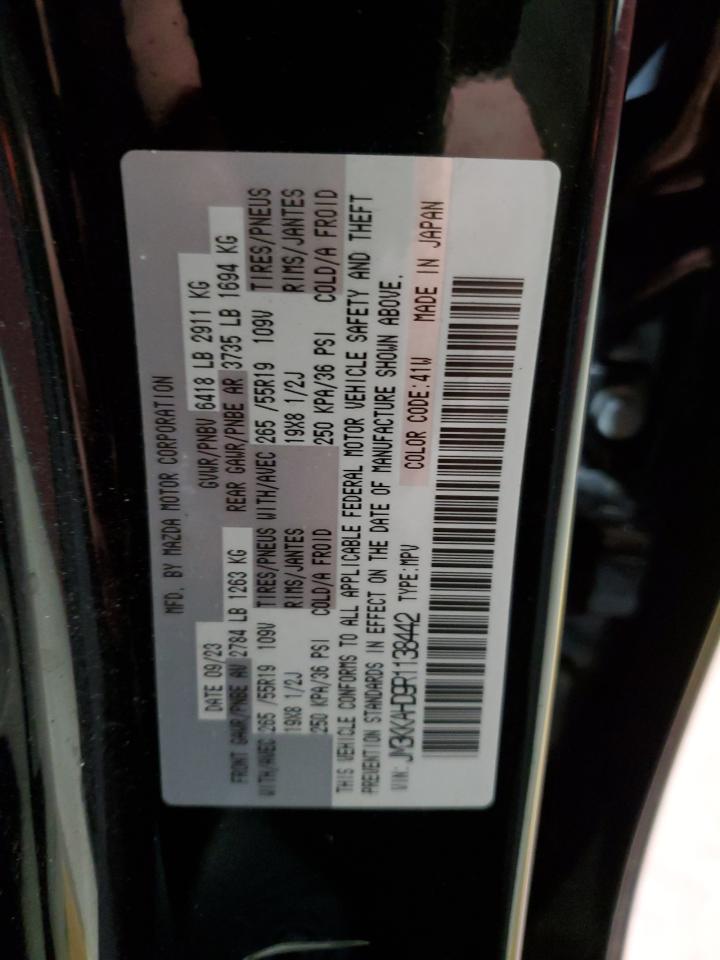 MFD. BY MAZDA MOTOR CORPORATION
DATE 09/23 GVWR/PNBV 6418 LB 2911 KG
FRONT GAWR/PNBE AV 2784 LB 1263 KG REAR GAWR/PNBE AR 3735 LB 1694 KG
WITH/AVEC 265 /55R19 109V TIRES/PNEUS WITH/AVEC 265 /55R19 109V TIRES/PNEUS
19X8 1/2J RIMS/JANTES 19X8 1/2J RIMS/JANTES
250 KPA/36 PSI COLD/A FROID 250 KPA/36 PSI COLD/A FROID
THIS VEHICLE CONFORMS TO ALL APPLICABLE FEDERAL MOTOR VEHICLE SAFETY AND THEFT
PREVENTION STANDARDS IN EFFECT ON THE DATE OF MANUFACTURE SHOWN ABOVE.
VIN: JM3KKAHD9R1138442 TYPE:MPV COLOR CODE:41W MADE IN JAPAN